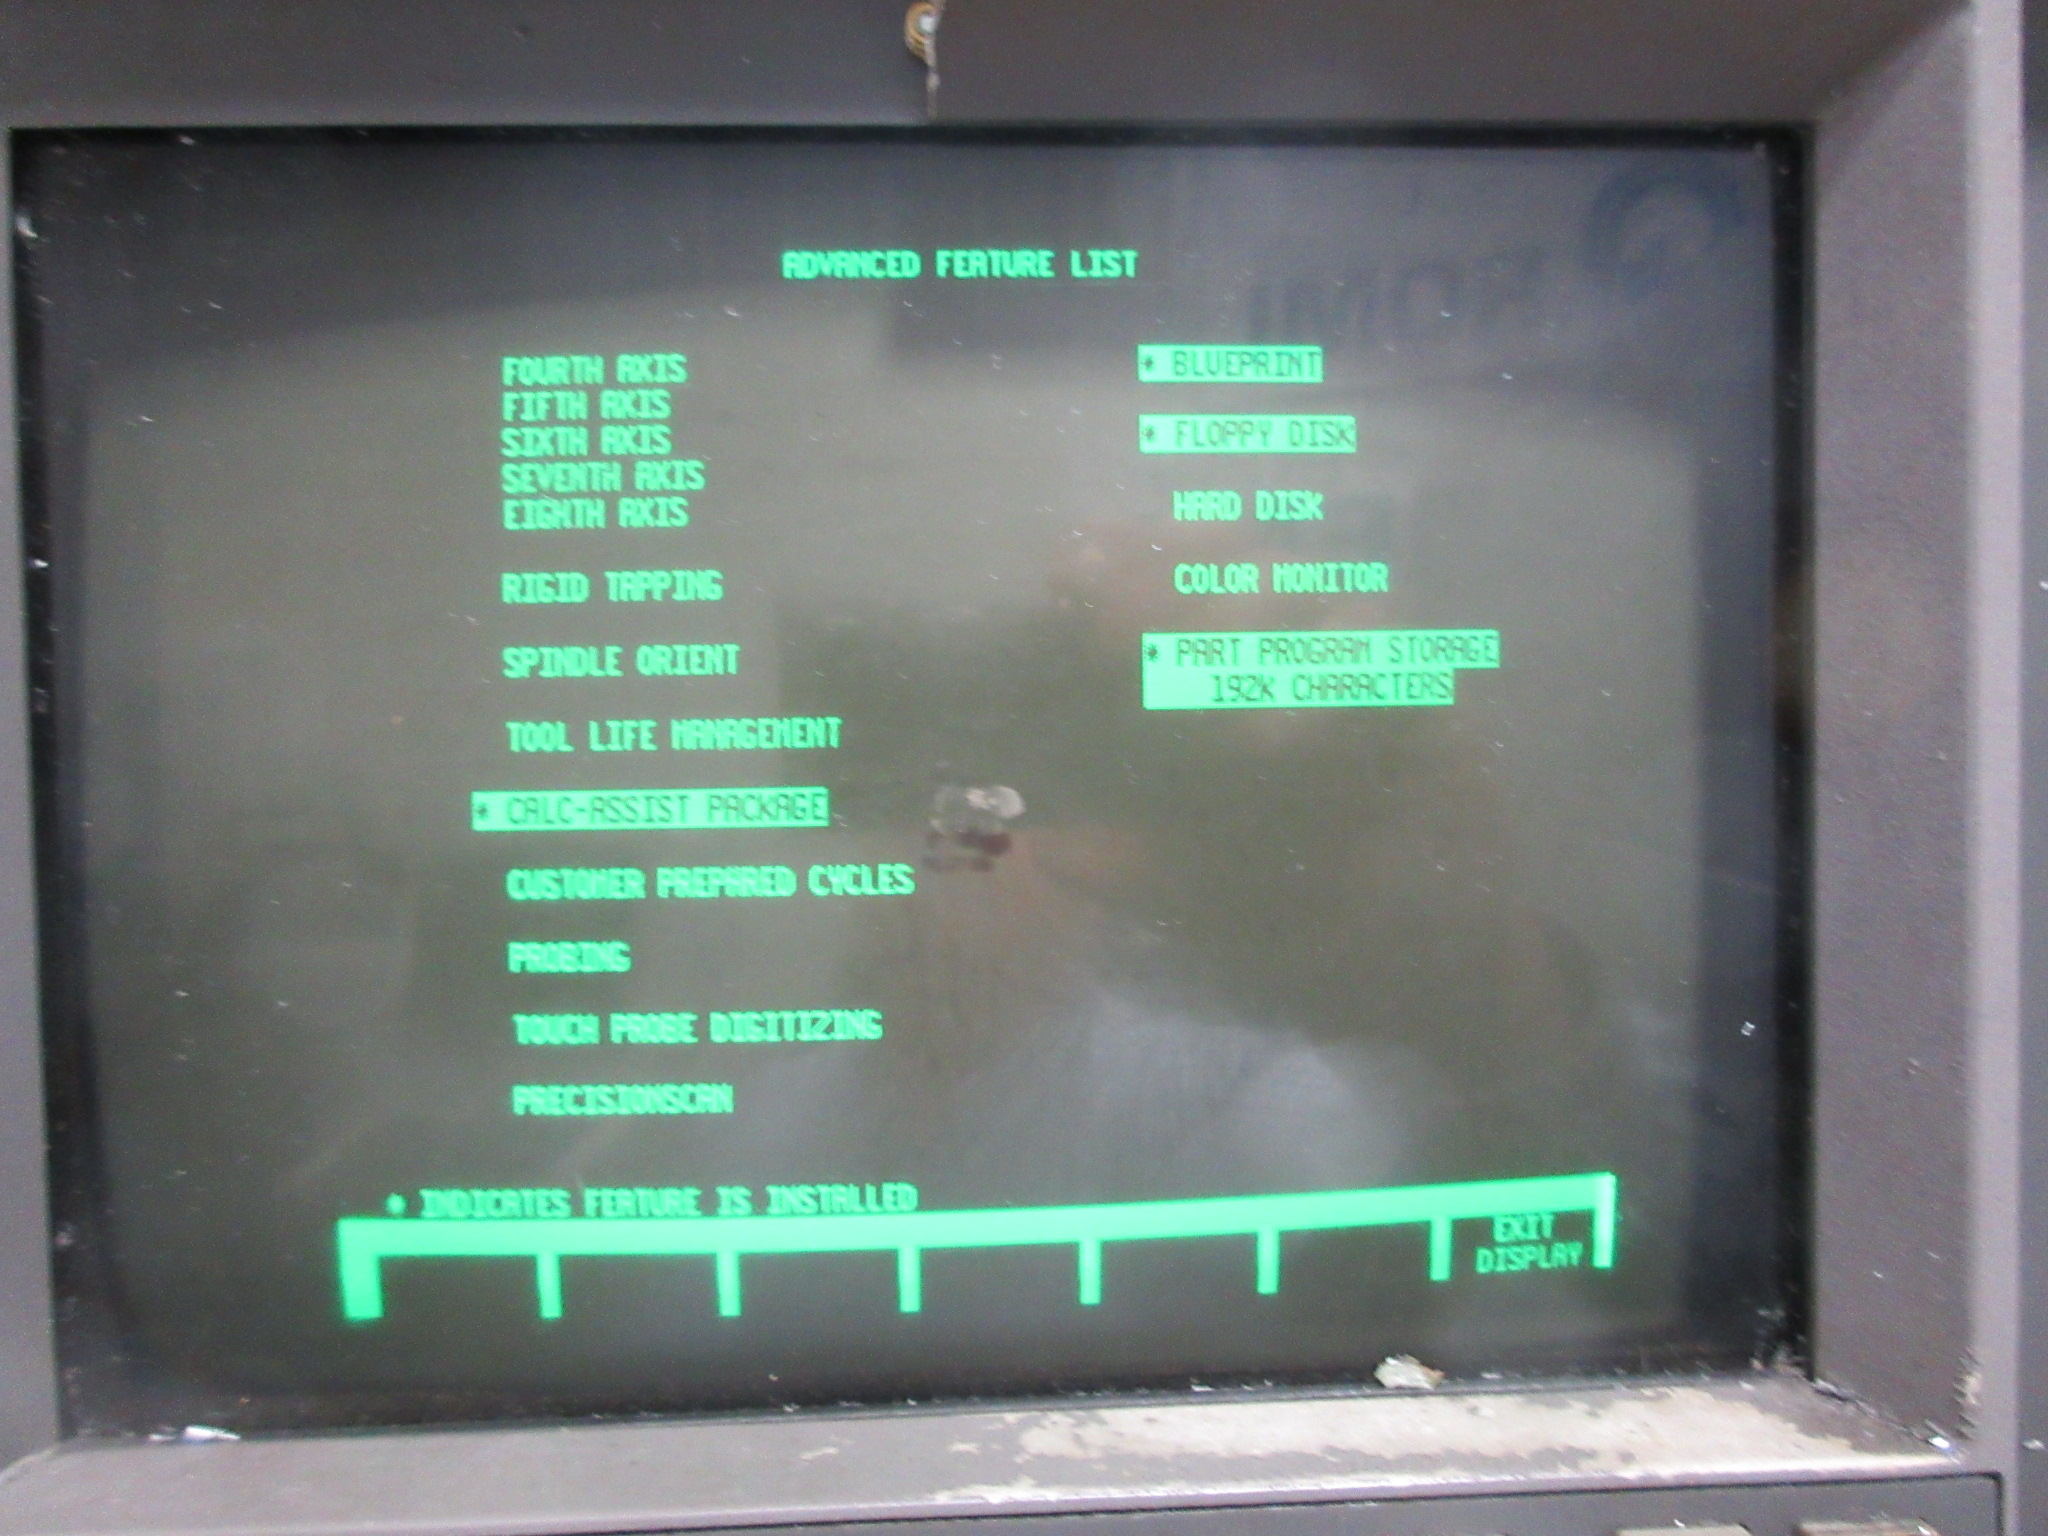 ADVANCED FEATURE LIST
FOURTH AXIS
FIFTH AXIS
SIXTH AXIS
SEVENTH AXIS
EIGHTH AXIS
RIGID TAPPING
SPINDLE ORIENT
TOOL LIFE MANAGEMENT
* CALC-ASSIST PACKAGE
CUSTOMER PREPARED CYCLES
PROBING
TOUCH PROBE DIGITIZING
PRECISIONSCAN
* BLUEPRINT
* FLOPPY DISK
HARD DISK
COLOR MONITOR
* PART PROGRAM STORAGE
192K CHARACTERS
* INDICATES FEATURE IS INSTALLED
EXIT
DISPLAY